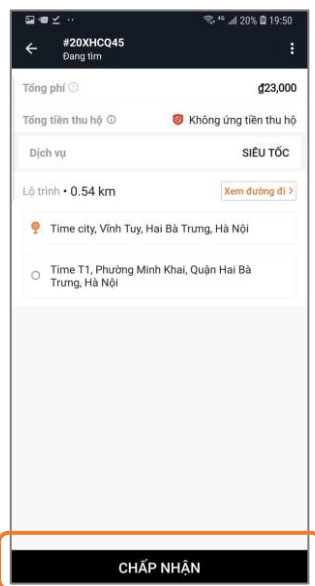 20% 19:50
#20XHCQ45
Đang tìm
Tổng phí ₫23,000
Tổng tiền thu hộ Không ứng tiền thu hộ
Dịch vụ SIÊU TỐC
Lộ trình • 0.54 km Xem đường đi >
Time city, Vĩnh Tuy, Hai Bà Trưng, Hà Nội
Time T1, Phường Minh Khai, Quận Hai Bà
Trưng, Hà Nội
CHẤP NHẬN